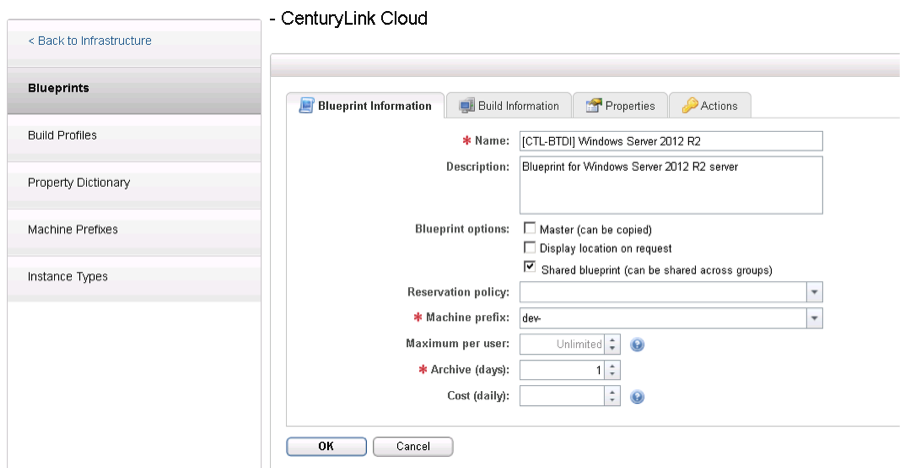 - CenturyLink Cloud
< Back to Infrastructure
Blueprints
Build Profiles
Property Dictionary
Machine Prefixes
Instance Types
Blueprint Information
Build Information
Properties
Actions
* Name: [CTL-BTDI] Windows Server 2012 R2
Description: Blueprint for Windows Server 2012 R2 server
Blueprint options: Master (can be copied)
Display location on request
Shared blueprint (can be shared across groups)
Reservation policy:
* Machine prefix: dev-
Maximum per user: Unlimited ?
* Archive (days): 1
Cost (daily): ?
OK
Cancel